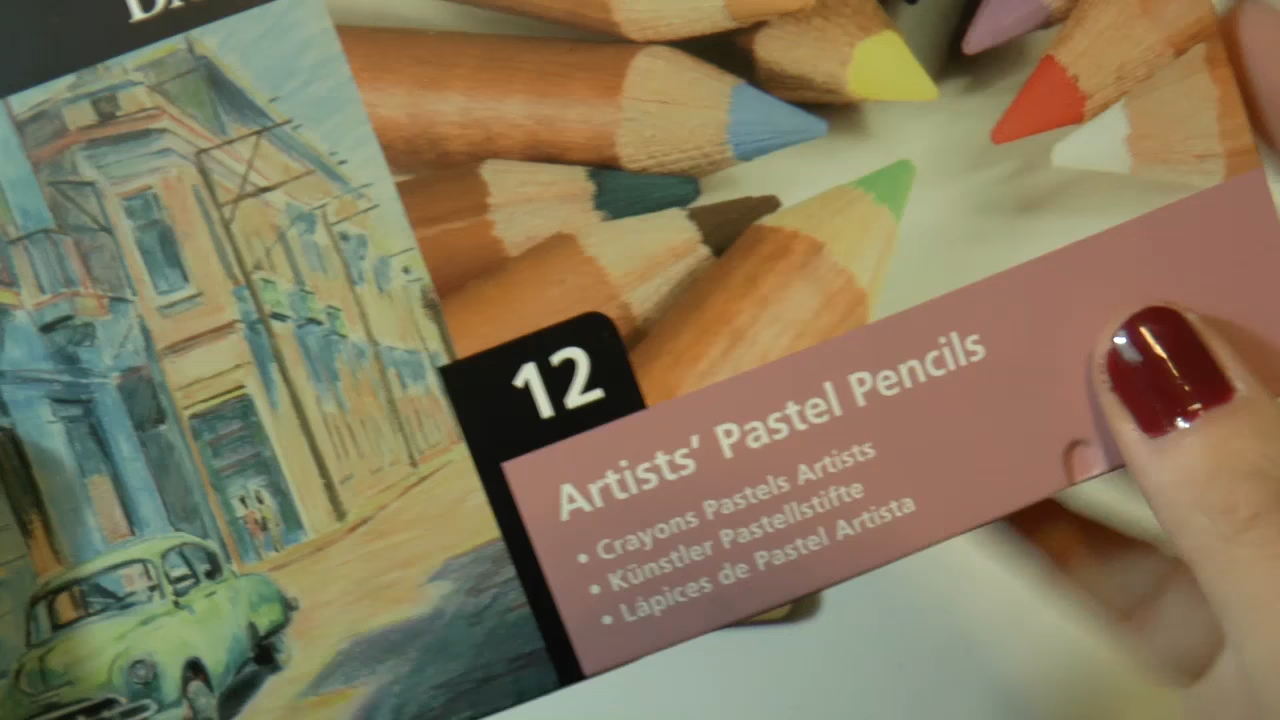 12
Artists' Pastel Pencils
• Crayons Pastels Artists
• Künstler Pastellstifte
• Lápices de Pastel Artista